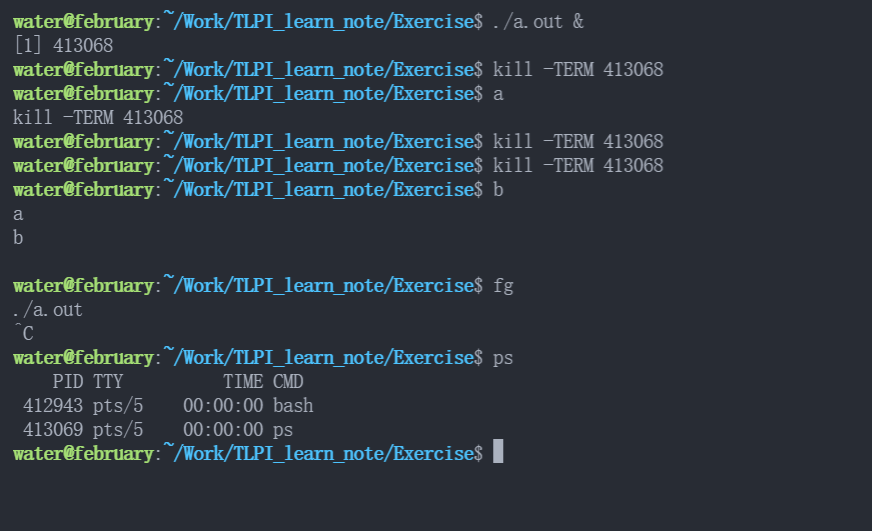 water@february:~/Work/TLPI_learn_note/Exercise$ ./a.out &
[1] 413068
water@february:~/Work/TLPI_learn_note/Exercise$ kill -TERM 413068
water@february:~/Work/TLPI_learn_note/Exercise$ a
kill -TERM 413068
water@february:~/Work/TLPI_learn_note/Exercise$ kill -TERM 413068
water@february:~/Work/TLPI_learn_note/Exercise$ kill -TERM 413068
water@february:~/Work/TLPI_learn_note/Exercise$ b
a
b

water@february:~/Work/TLPI_learn_note/Exercise$ fg
./a.out
^C
water@february:~/Work/TLPI_learn_note/Exercise$ ps
    PID TTY          TIME CMD
 412943 pts/5    00:00:00 bash
 413069 pts/5    00:00:00 ps
water@february:~/Work/TLPI_learn_note/Exercise$